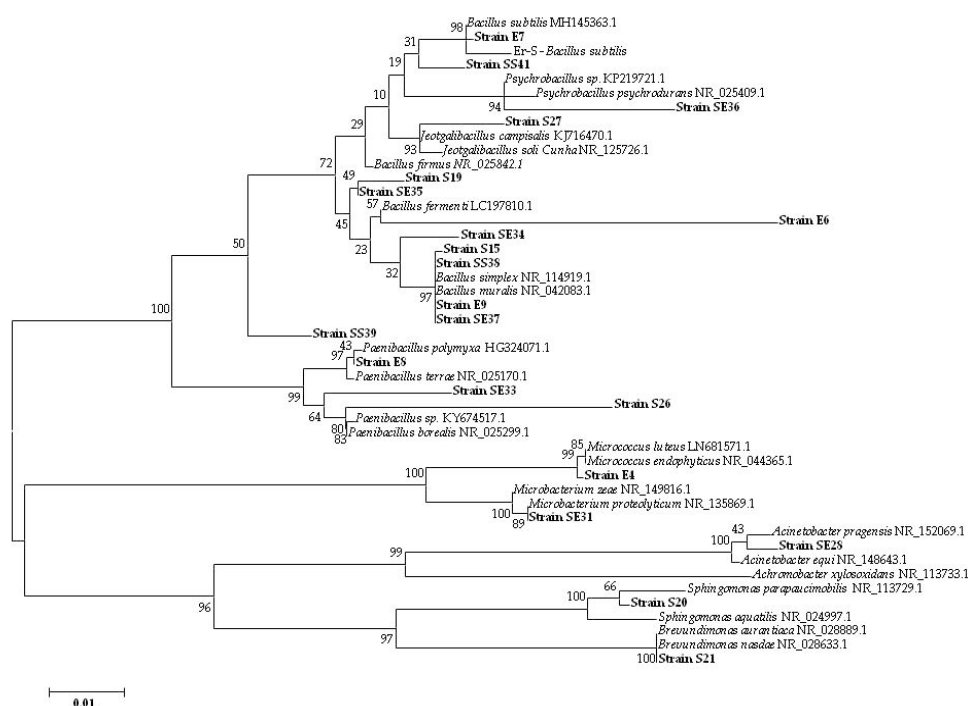 Bacillus subtilis MH145363.1
98
Strain E7
31
Er-S - Bacillus subtilis
Strain SS41
19
Psychrobacillus sp. KP219721.1
Psychrobacillus psychrodurans NR_025409.1
10
94
Strain SE36
Strain S27
29
Jeotgalibacillus campisalis KJ716470.1
93
Jeotgalibacillus soli Cunha NR_125726.1
72
Bacillus firmus NR_025842.1
49
Strain S19
Strain SE35
57
Bacillus fermenti LC197810.1
45
Strain E6
23
Strain SE34
50
Strain S15
Strain SS38
32
Bacillus simplex NR_114919.1
Bacillus muralis NR_042083.1
97
Strain E9
100
Strain SE37
Strain SS39
43
Paenibacillus polymyxa HG324071.1
97
Strain E8
Paenibacillus terrae NR_025170.1
99
Strain SE33
64
Strain S26
Paenibacillus sp. KY674517.1
80
Paenibacillus borealis NR_025299.1
83
85
Micrococcus luteus LN681571.1
99
Micrococcus endophyticus NR_044365.1
100
Strain E4
Microbacterium zeae NR_149816.1
Microbacterium proteolyticum NR_135869.1
100
Strain SE31
89
43
Acinetobacter pragensis NR_152069.1
100
Strain SE28
99
Acinetobacter equi NR_148643.1
Achromobacter xylosoxidans NR_113733.1
66
Sphingomonas parapaucimobilis NR_113729.1
100
Strain S20
96
Sphingomonas aquatilis NR_024997.1
Brevundimonas aurantiaca NR_028889.1
97
Brevundimonas nasdae NR_028633.1
100
Strain S21
0.01